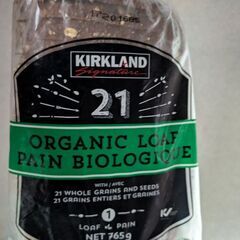 KIRKLAND
Signature
21
ORGANIC LOAF
PAIN BIOLOGIQUE
WITH / AVEC
21 WHOLE GRAINS AND SEEDS
21 GRAINS ENTIERS ET GRAINES
1
LOAF PAIN
NET 765g